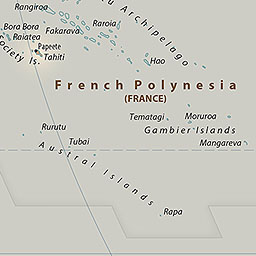 Rangiroa
Bora Bora
Raiatea
Fakarava
Raroia
Archipelago
Society Is.
Papeete
Tahiti
Hao
French Polynesia
(FRANCE)
Tematagi
Moruroa
Gambier Islands
Mangareva
Rurutu
Tubai
Austral Islands
Rapa